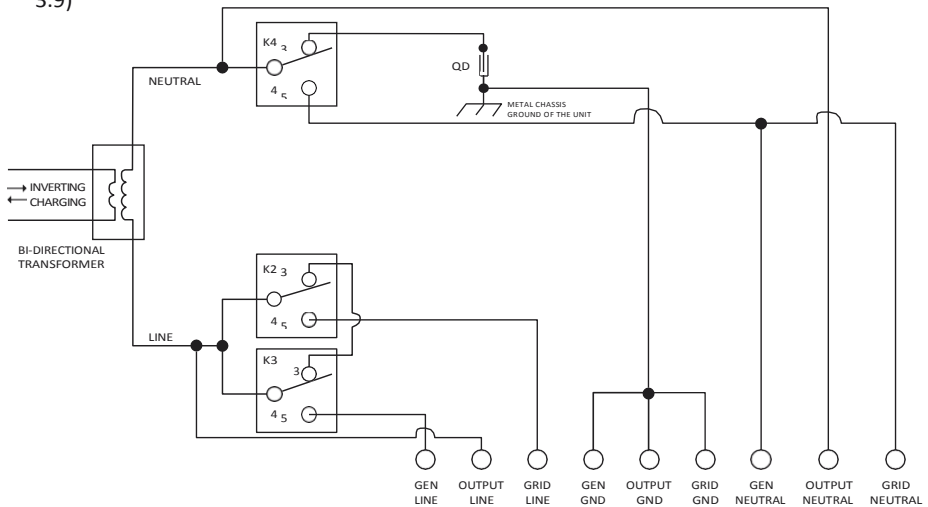 3.9)
K4
3
4 5
NEUTRAL
QD
METAL CHASSIS
GROUND OF THE UNIT
INVERTING
CHARGING
BI-DIRECTIONAL
TRANSFORMER
K2 3
4 5
LINE
K3
3
4 5
GEN
LINE
OUTPUT
LINE
GRID
LINE
GEN
GND
OUTPUT
GND
GRID
GND
GEN
NEUTRAL
OUTPUT
NEUTRAL
GRID
NEUTRAL